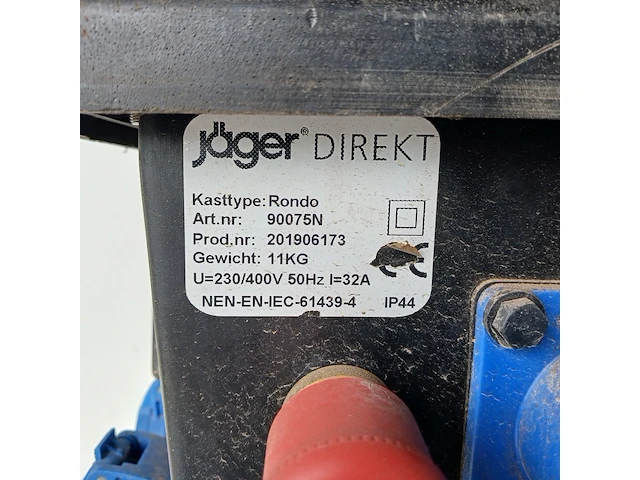 jäger® DIREKT
Kasttype: Rondo
Art.nr: 90075N
Prod.nr: 201906173
Gewicht: 11KG
CE
U=230/400V 50Hz I=32A
NEN-EN-IEC-61439-4 IP44